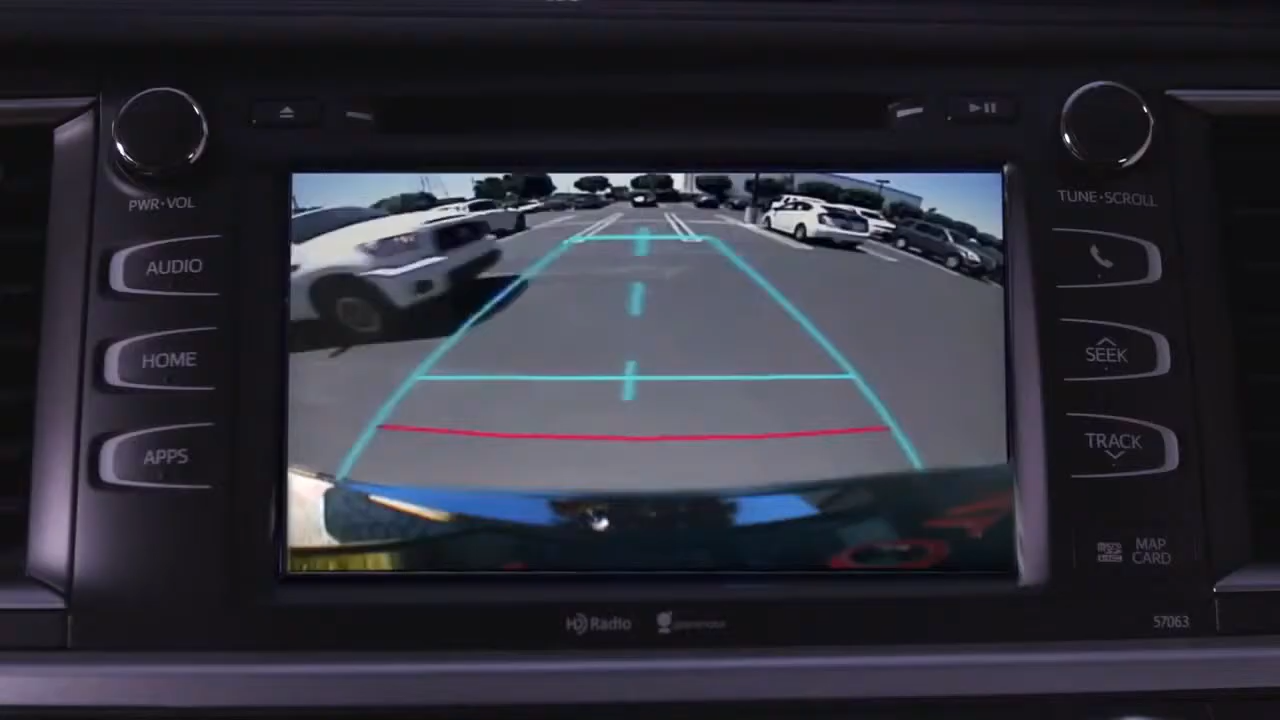 PWR•VOL
AUDIO
HOME
APPS
TUNE•SCROLL
SEEK
TRACK
MAP
CARD
HD Radio
57063